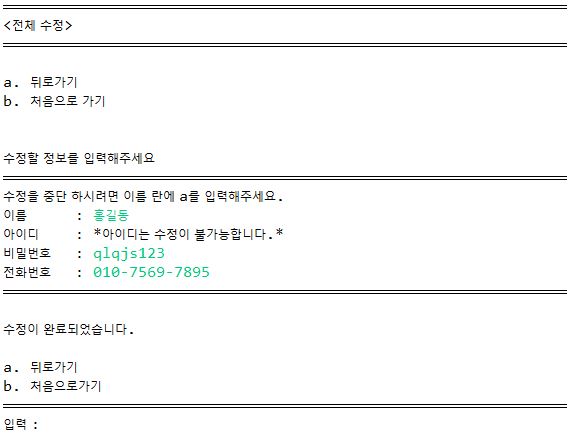 <전체 수정>
a. 뒤로가기
b. 처음으로 가기
수정할 정보를 입력해주세요
수정을 중단 하시려면 이름 란에 a를 입력해주세요.
이름 : 홍길동
아이디 : *아이디는 수정이 불가능합니다.*
비밀번호 : qlqjs123
전화번호 : 010-7569-7895
수정이 완료되었습니다.
a. 뒤로가기
b. 처음으로가기
입력 :